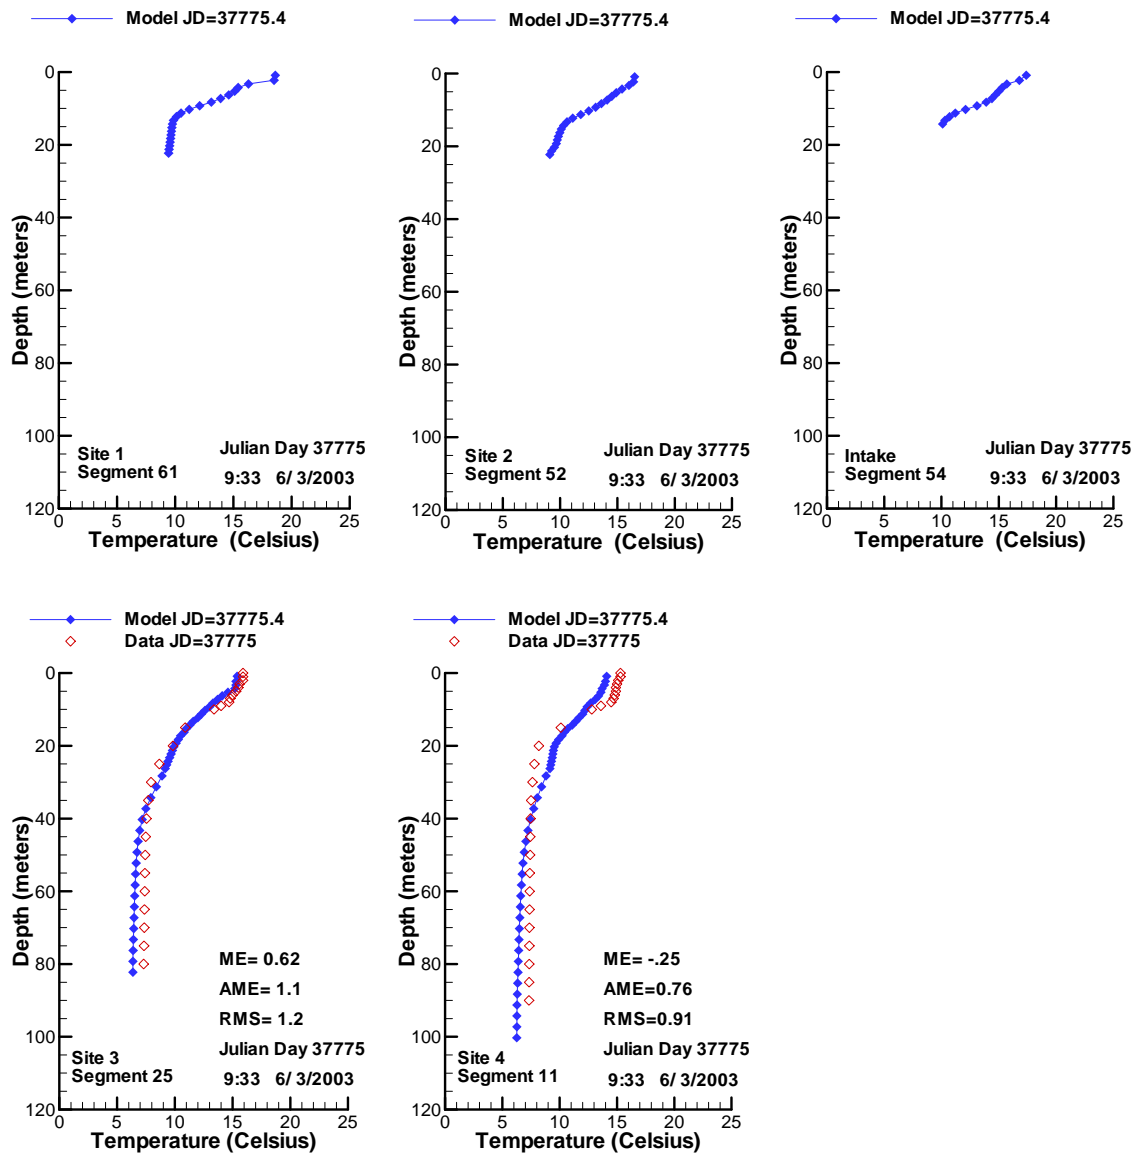 Model JD=37775.4
0
20
40
60
80
100
120
Depth (meters)
Site 1
Segment 61
Julian Day 37775
9:33 6/ 3/2003
0 5 10 15 20 25
Temperature (Celsius)
Model JD=37775.4
0
20
40
60
80
100
120
Depth (meters)
Site 2
Segment 52
Julian Day 37775
9:33 6/ 3/2003
0 5 10 15 20 25
Temperature (Celsius)
Model JD=37775.4
0
20
40
60
80
100
120
Depth (meters)
Intake
Segment 54
Julian Day 37775
9:33 6/ 3/2003
0 5 10 15 20 25
Temperature (Celsius)
Model JD=37775.4
Data JD=37775
0
20
40
60
80
100
120
Depth (meters)
ME= 0.62
AME= 1.1
RMS= 1.2
Site 3
Segment 25
Julian Day 37775
9:33 6/ 3/2003
0 5 10 15 20 25
Temperature (Celsius)
Model JD=37775.4
Data JD=37775
0
20
40
60
80
100
120
Depth (meters)
ME= -.25
AME=0.76
RMS=0.91
Site 4
Segment 11
Julian Day 37775
9:33 6/ 3/2003
0 5 10 15 20 25
Temperature (Celsius)